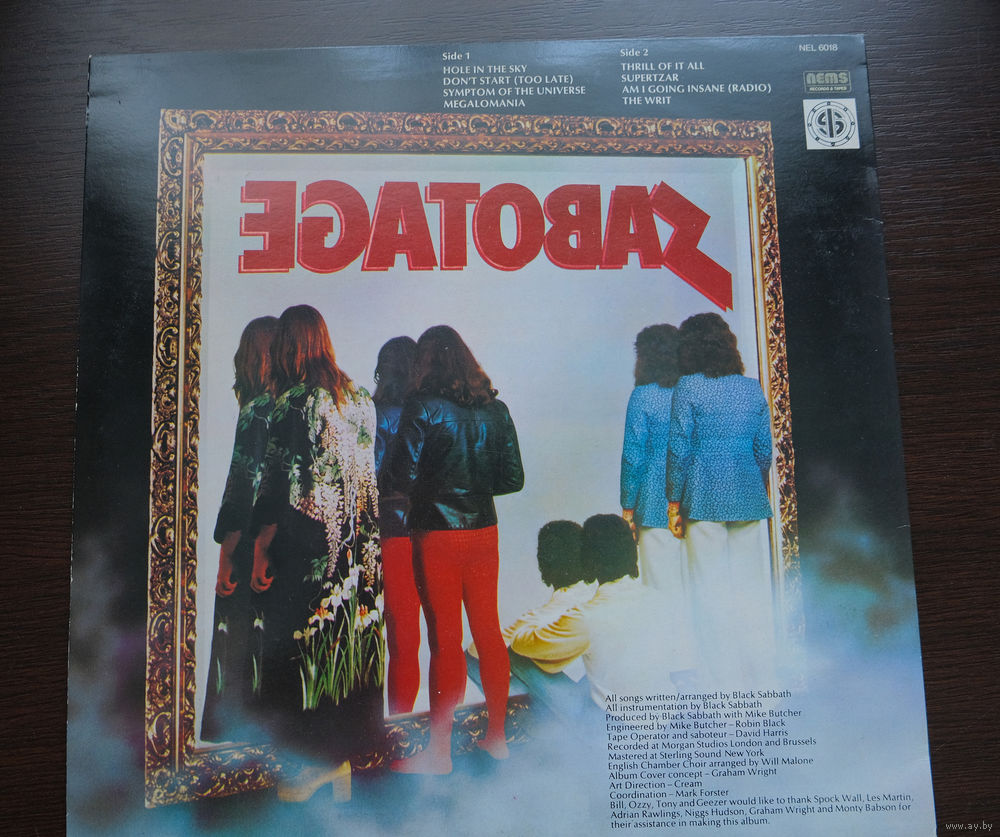 Side 1
HOLE IN THE SKY
DON'T START (TOO LATE)
SYMPTOM OF THE UNIVERSE
MEGALOMANIA
Side 2
THRILL OF IT ALL
SUPERTZAR
AM I GOING INSANE (RADIO)
THE WRIT
NEL 6018
nems
RECORDS & TAPES
SABOTAGE
All songs written/arranged by Black Sabbath
All instrumentation by Black Sabbath
Produced by Black Sabbath with Mike Butcher
Engineered by Mike Butcher – Robin Black
Tape Operator and saboteur – David Harris
Recorded at Morgan Studios London and Brussels
Mastered at Sterling Sound New York
English Chamber Choir arranged by Will Malone
Album Cover concept – Graham Wright
Art Direction – Cream
Coordination – Mark Forster
Bill, Ozzy, Tony and Geezer would like to thank Spock Wall, Les Martin,
Adrian Rawlings, Niggs Hudson, Graham Wright and Monty Babson for
their assistance in making this album.
www.ay.by